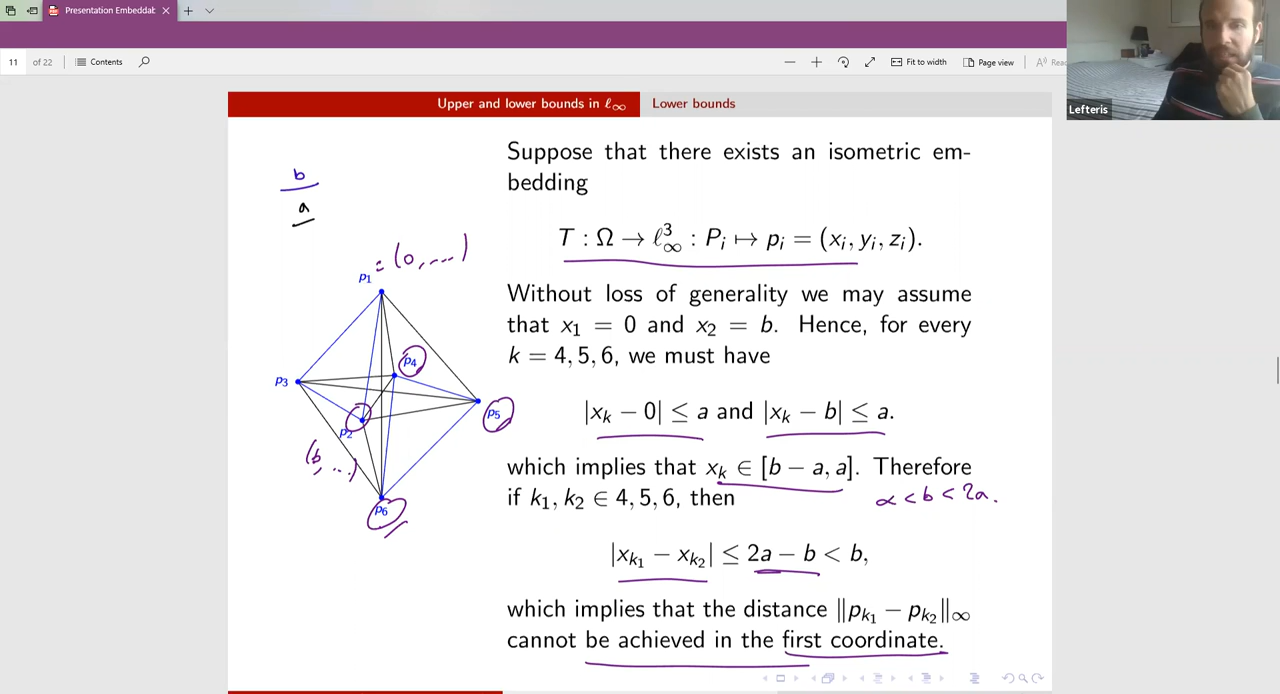 Presentation Embeddat
11 of 22
Contents
Fit to width
Page view
Lefteris
Upper and lower bounds in ℓ∞ Lower bounds
Suppose that there exists an isometric em-
bedding
T : Ω → ℓ³∞ : Pᵢ ↦ pᵢ = (xᵢ, yᵢ, zᵢ).
Without loss of generality we may assume
that x₁ = 0 and x₂ = b. Hence, for every
k = 4, 5, 6, we must have
|xₖ − 0| ≤ a and |xₖ − b| ≤ a.
which implies that xₖ ∈ [b − a, a]. Therefore
if k₁, k₂ ∈ 4, 5, 6, then
a < b < 2a.
|xₖ₁ − xₖ₂| ≤ 2a − b < b,
which implies that the distance ‖pₖ₁ − pₖ₂‖∞
cannot be achieved in the first coordinate.
b
a
= (0, ...)
p₁
p₄
p₃
p₅
p₂
(b, ...)
p₆